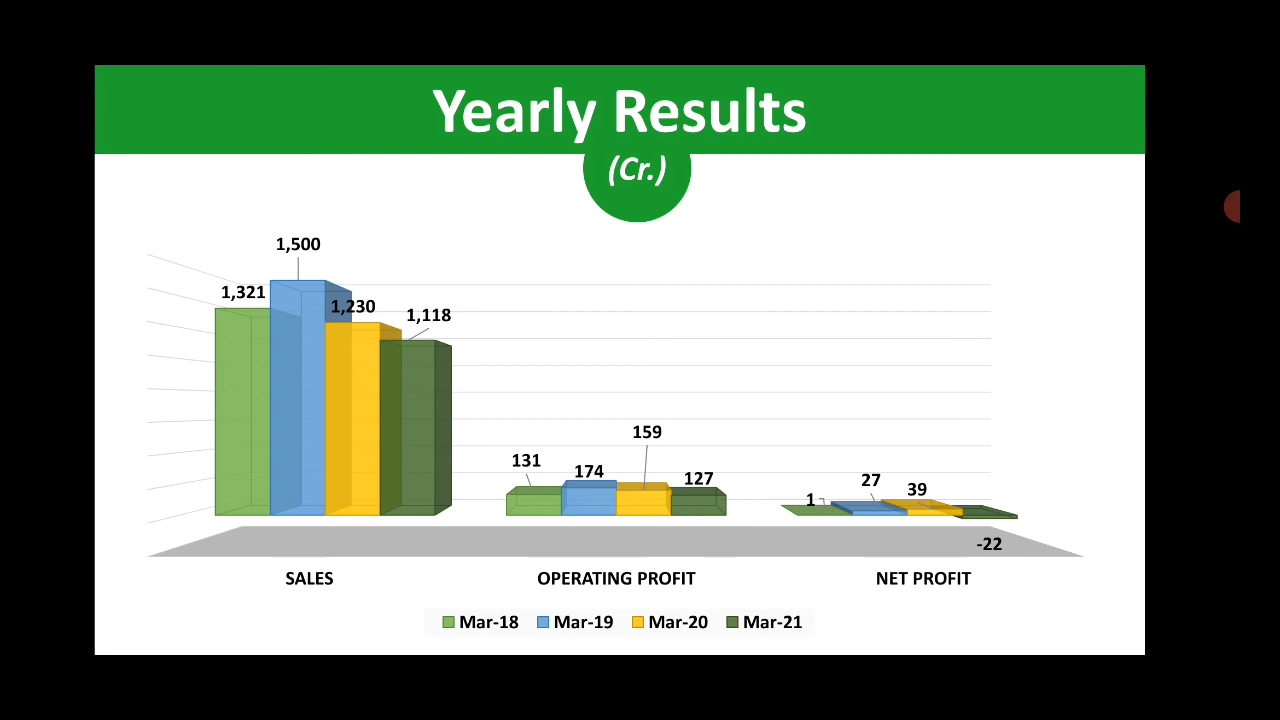 Yearly Results
(Cr.)
1,500
1,321
1,230
1,118
131
174
159
127
1
27
39
-22
SALES
OPERATING PROFIT
NET PROFIT
Mar-18
Mar-19
Mar-20
Mar-21